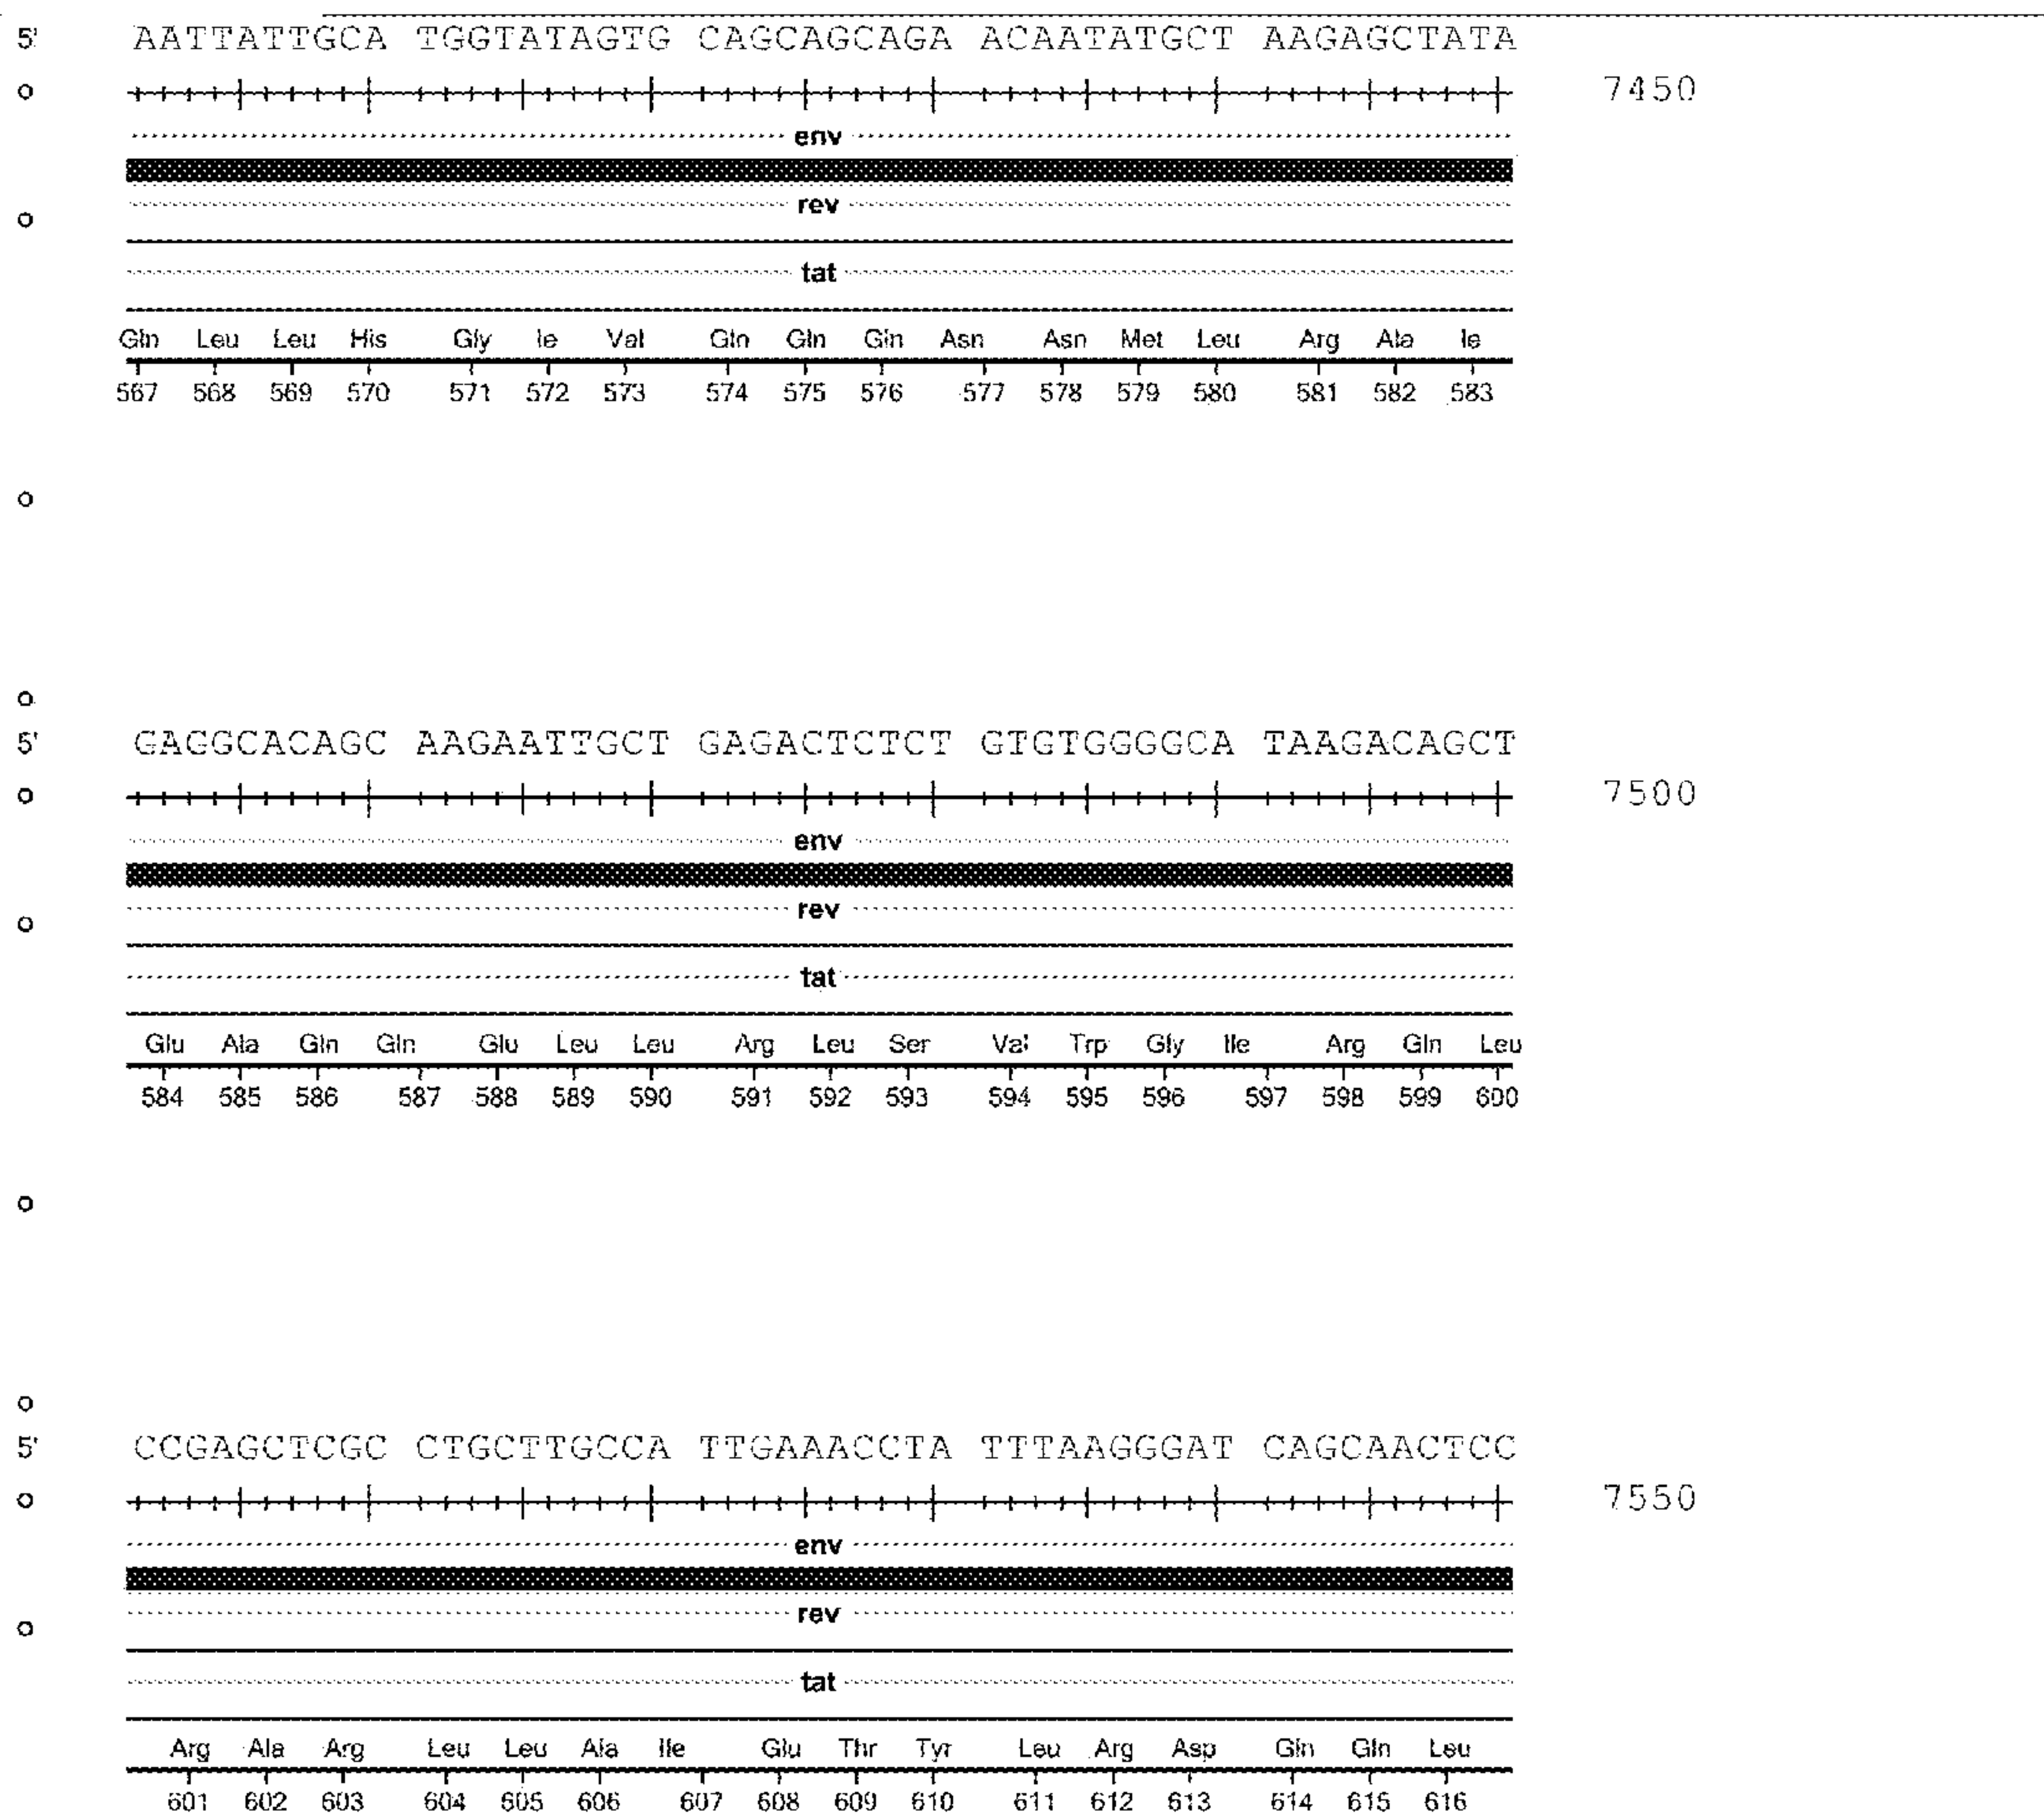 5' AATTATTGCA TGGTATAGTG CAGCAGCAGA ACAATATGCT AAGAGCTATA
7450
env
rev
tat
Gln Leu Leu His Gly Ie Val Gln Gln Gln Asn Asn Met Leu Arg Ala Ie
567 568 569 570 571 572 573 574 575 576 577 578 579 580 581 582 583
5' GAGGCACAGC AAGAATTGCT GAGACTCTCT GTGTGGGGCA TAAGACAGCT
7500
env
rev
tat
Glu Ala Gln Gln Glu Leu Leu Arg Leu Ser Val Trp Gly Ile Arg Gln Leu
584 585 586 587 588 589 590 591 592 593 594 595 596 597 598 599 600
5' CCGAGCTCGC CTGCTTGCCA TTGAAACCTA TTTAAGGGAT CAGCAACTCC
7550
env
rev
tat
Arg Ala Arg Leu Leu Ala Ile Glu Thr Tyr Leu Arg Asp Gln Gln Leu
601 602 603 604 605 606 607 608 609 610 611 612 613 614 615 616